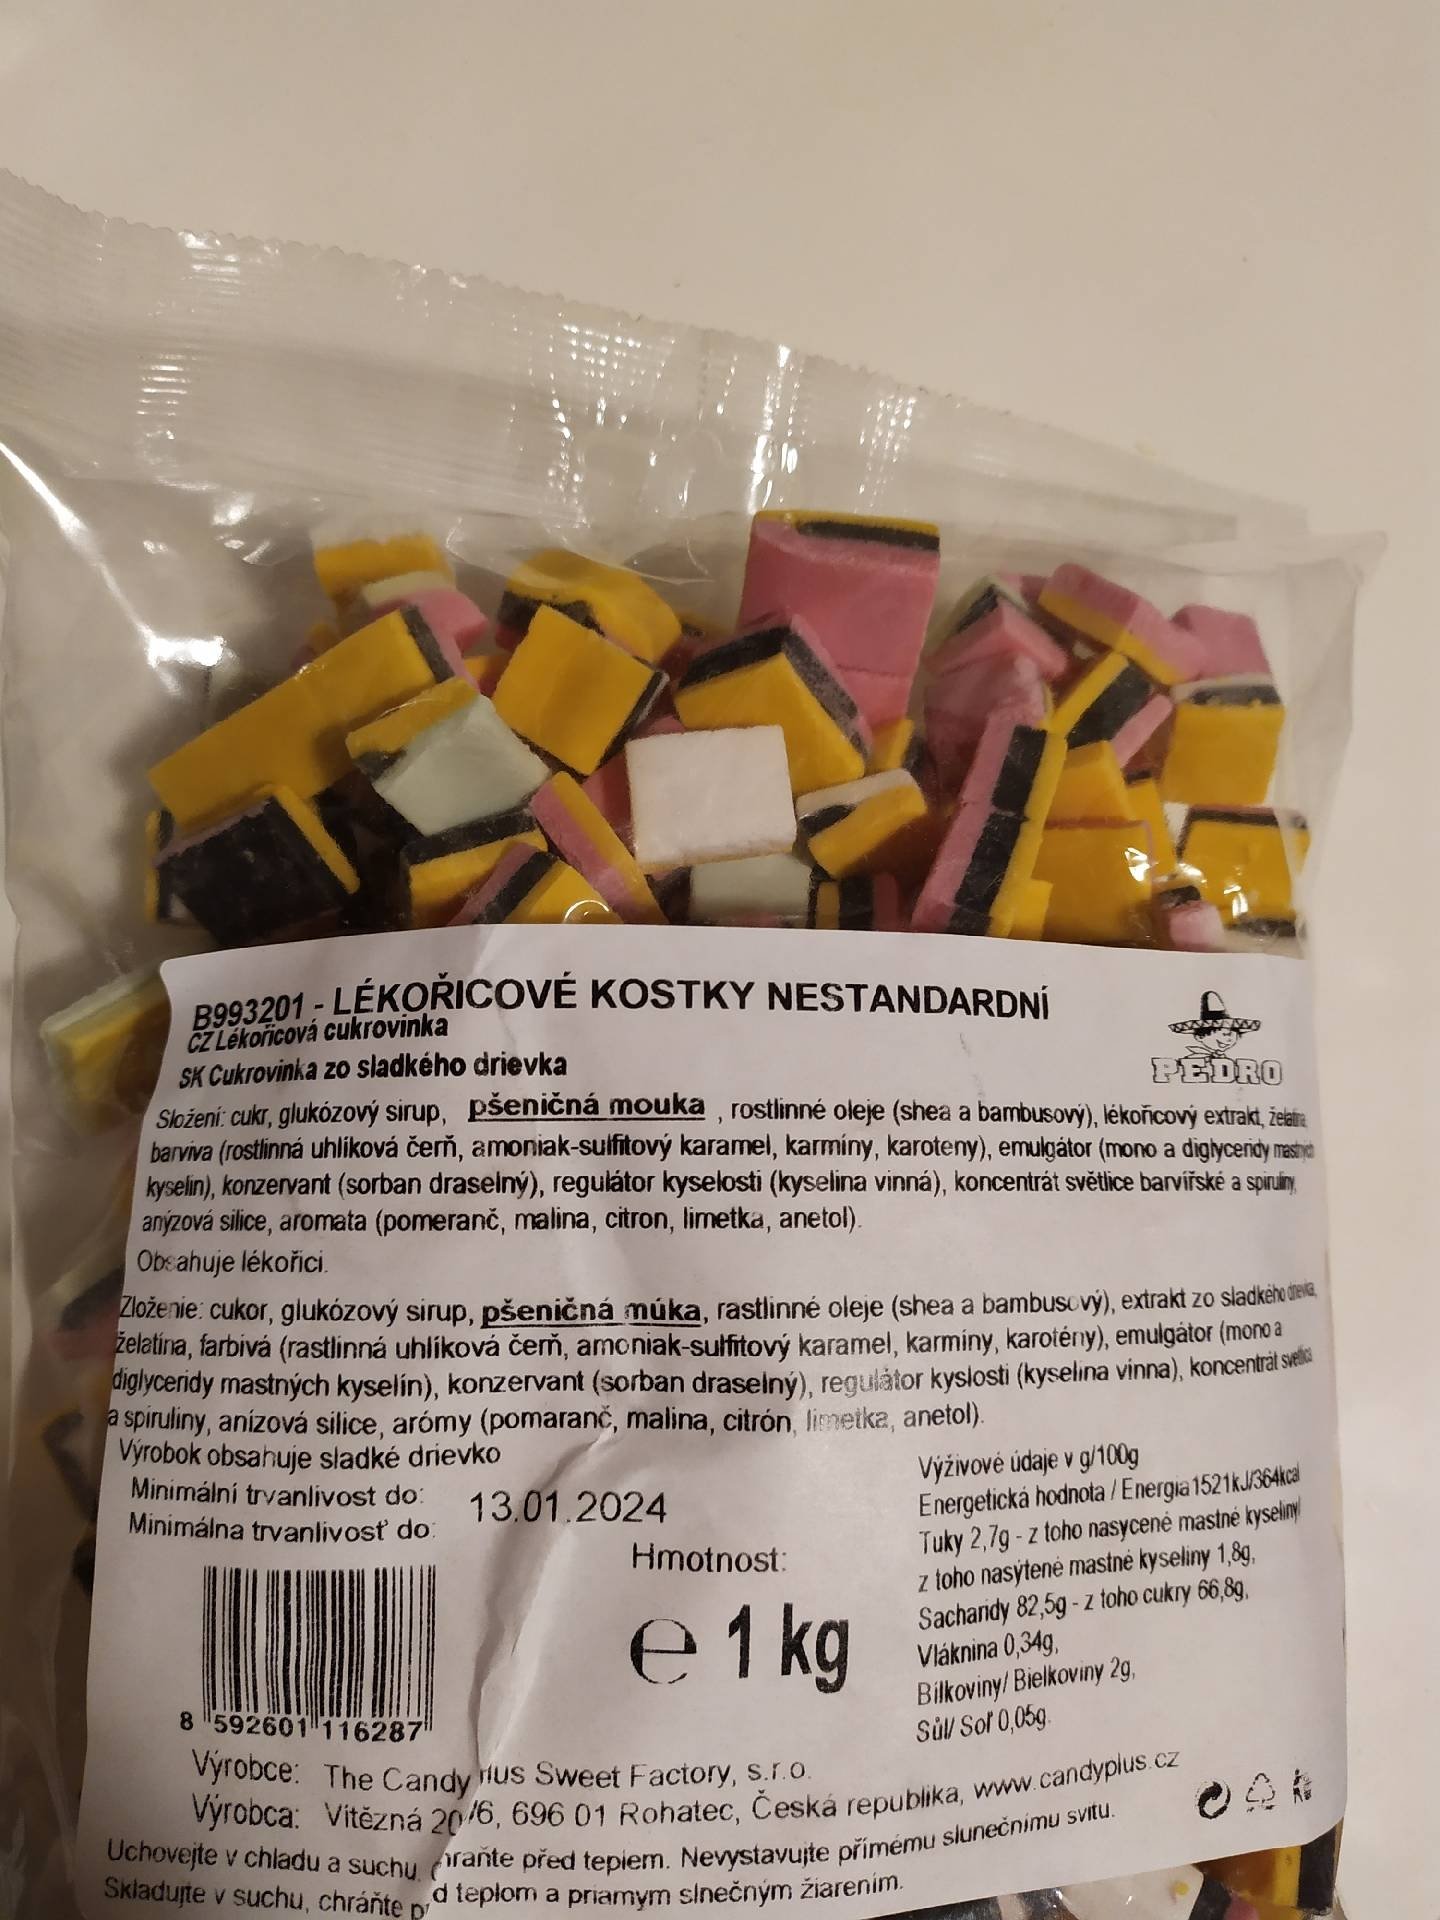 B993201 - LÉKOŘICOVÉ KOSTKY NESTANDARDNÍ
CZ Lékořicová cukrovinka
SK Cukrovinka zo sladkého drievka
PEDRO
Složení: cukr, glukózový sirup, pšeničná mouka , rostlinné oleje (shea a bambusový), lékořicový extrakt, želatina,
barviva (rostlinná uhlíková čerň, amoniak-sulfitový karamel, karmíny, karoteny), emulgátor (mono a diglyceridy mastných
kyselin), konzervant (sorban draselný), regulátor kyselosti (kyselina vinná), koncentrát světlice barvířské a spiruliny,
anýzová silice, aromata (pomeranč, malina, citron, limetka, anetol).
Obsahuje lékořici.
Zloženie: cukor, glukózový sirup, pšeničná múka, rastlinné oleje (shea a bambusový), extrakt zo sladkého drievka,
želatína, farbivá (rastlinná uhlíková čerň, amoniak-sulfitový karamel, karmíny, karotény), emulgátor (mono a
diglyceridy mastných kyselín), konzervant (sorban draselný), regulátor kyslosti (kyselina vínna), koncentrát svetlica
a spiruliny, anízová silice, arómy (pomaranč, malina, citrón, limetka, anetol).
Výrobok obsahuje sladké drievko
Minimální trvanlivost do:
Minimálna trvanlivosť do:
13.01.2024
Hmotnost:
e 1 kg
Výživové údaje v g/100g
Energetická hodnota / Energia 1521kJ/364kcal
Tuky 2,7g - z toho nasycené mastné kyseliny/
z toho nasýtené mastné kyseliny 1,8g,
Sacharidy 82,5g - z toho cukry 66,8g,
Vláknina 0,34g,
Bílkoviny/ Bielkoviny 2g,
Sůl/ Soľ 0,05g.
8 592601 116287
Výrobce: The Candy Plus Sweet Factory, s.r.o.
Výrobca: Vítězná 20/6, 696 01 Rohatec, Česká republika, www.candyplus.cz
Uchovejte v chladu a suchu, chraňte před teplem. Nevystavujte přímému slunečnímu svitu.
Skladujte v suchu, chráňte pred teplom a priamym slnečným žiarením.